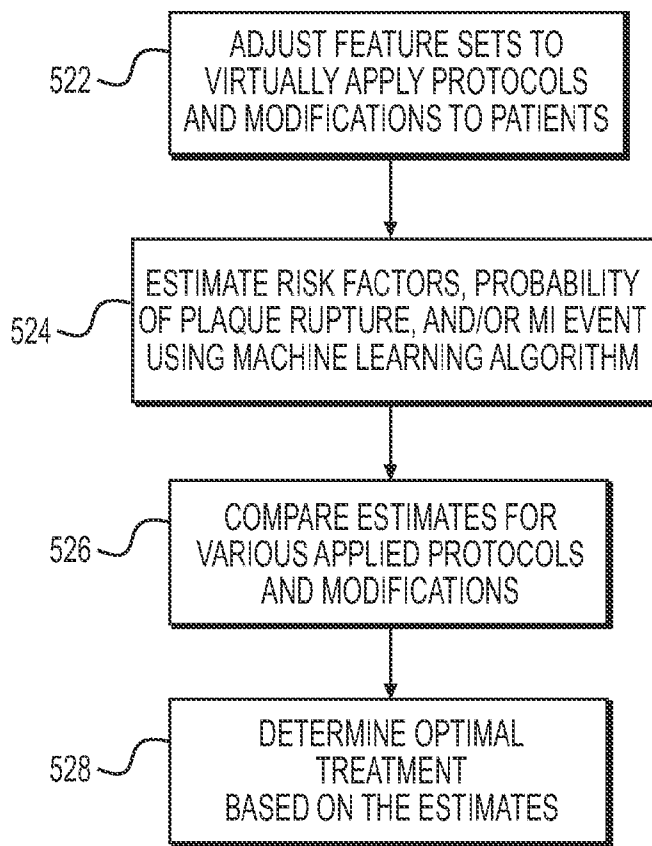 522
ADJUST FEATURE SETS TO
VIRTUALLY APPLY PROTOCOLS
AND MODIFICATIONS TO PATIENTS
524
ESTIMATE RISK FACTORS, PROBABILITY
OF PLAQUE RUPTURE, AND/OR MI EVENT
USING MACHINE LEARNING ALGORITHM
526
COMPARE ESTIMATES FOR
VARIOUS APPLIED PROTOCOLS
AND MODIFICATIONS
528
DETERMINE OPTIMAL
TREATMENT
BASED ON THE ESTIMATES